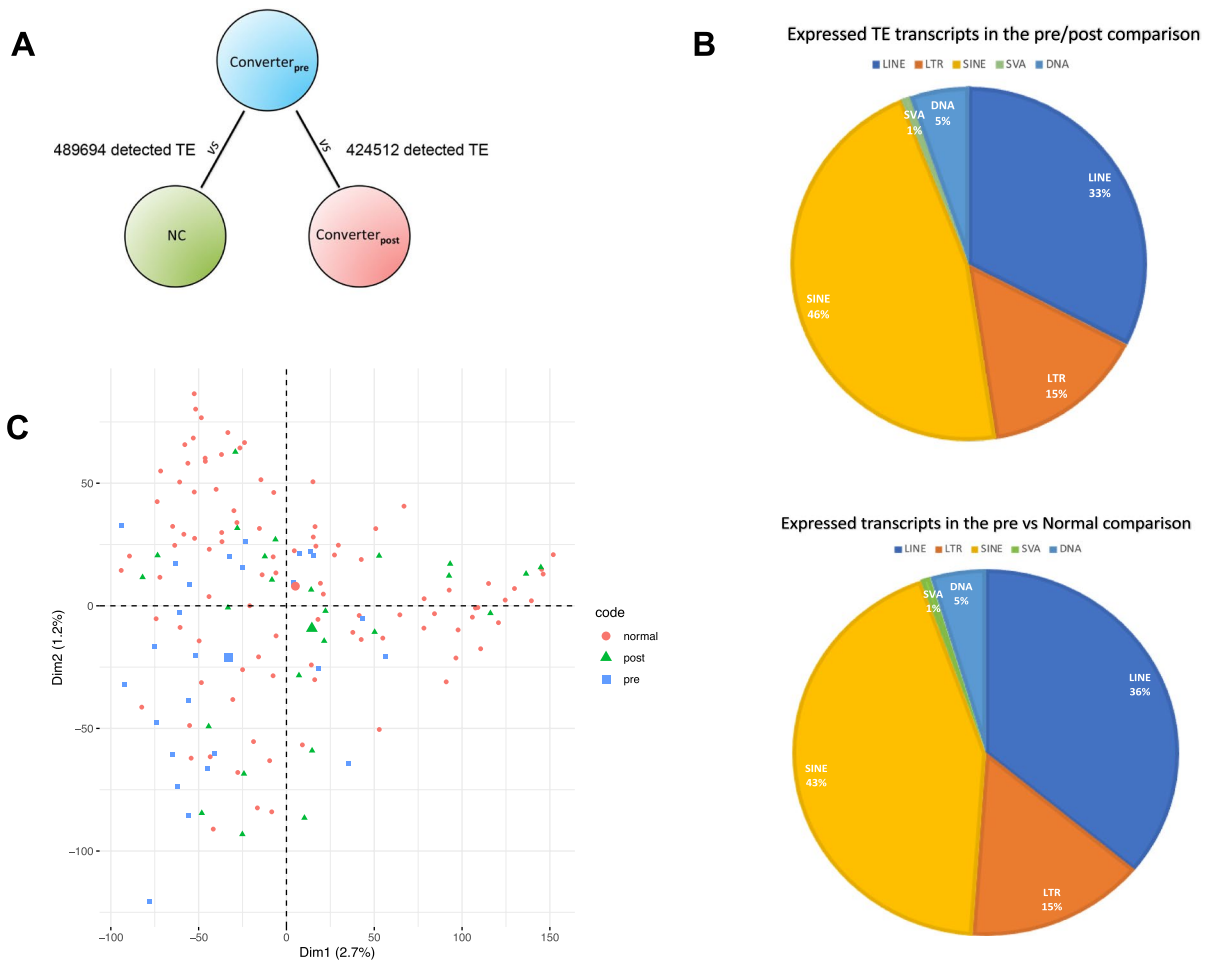 A
Converterpre
489694 detected TE
vs
vs
424512 detected TE
NC
Converterpost
B
Expressed TE transcripts in the pre/post comparison
LINE LTR SINE SVA DNA
DNA
5%
SVA
1%
LINE
33%
SINE
46%
LTR
15%
Expressed transcripts in the pre vs Normal comparison
LINE LTR SINE SVA DNA
DNA
5%
SVA
1%
LINE
36%
SINE
43%
LTR
15%
C
50
0
−50
−100
Dim2 (1.2%)
−100 −50 0 50 100 150
Dim1 (2.7%)
code
normal
post
pre